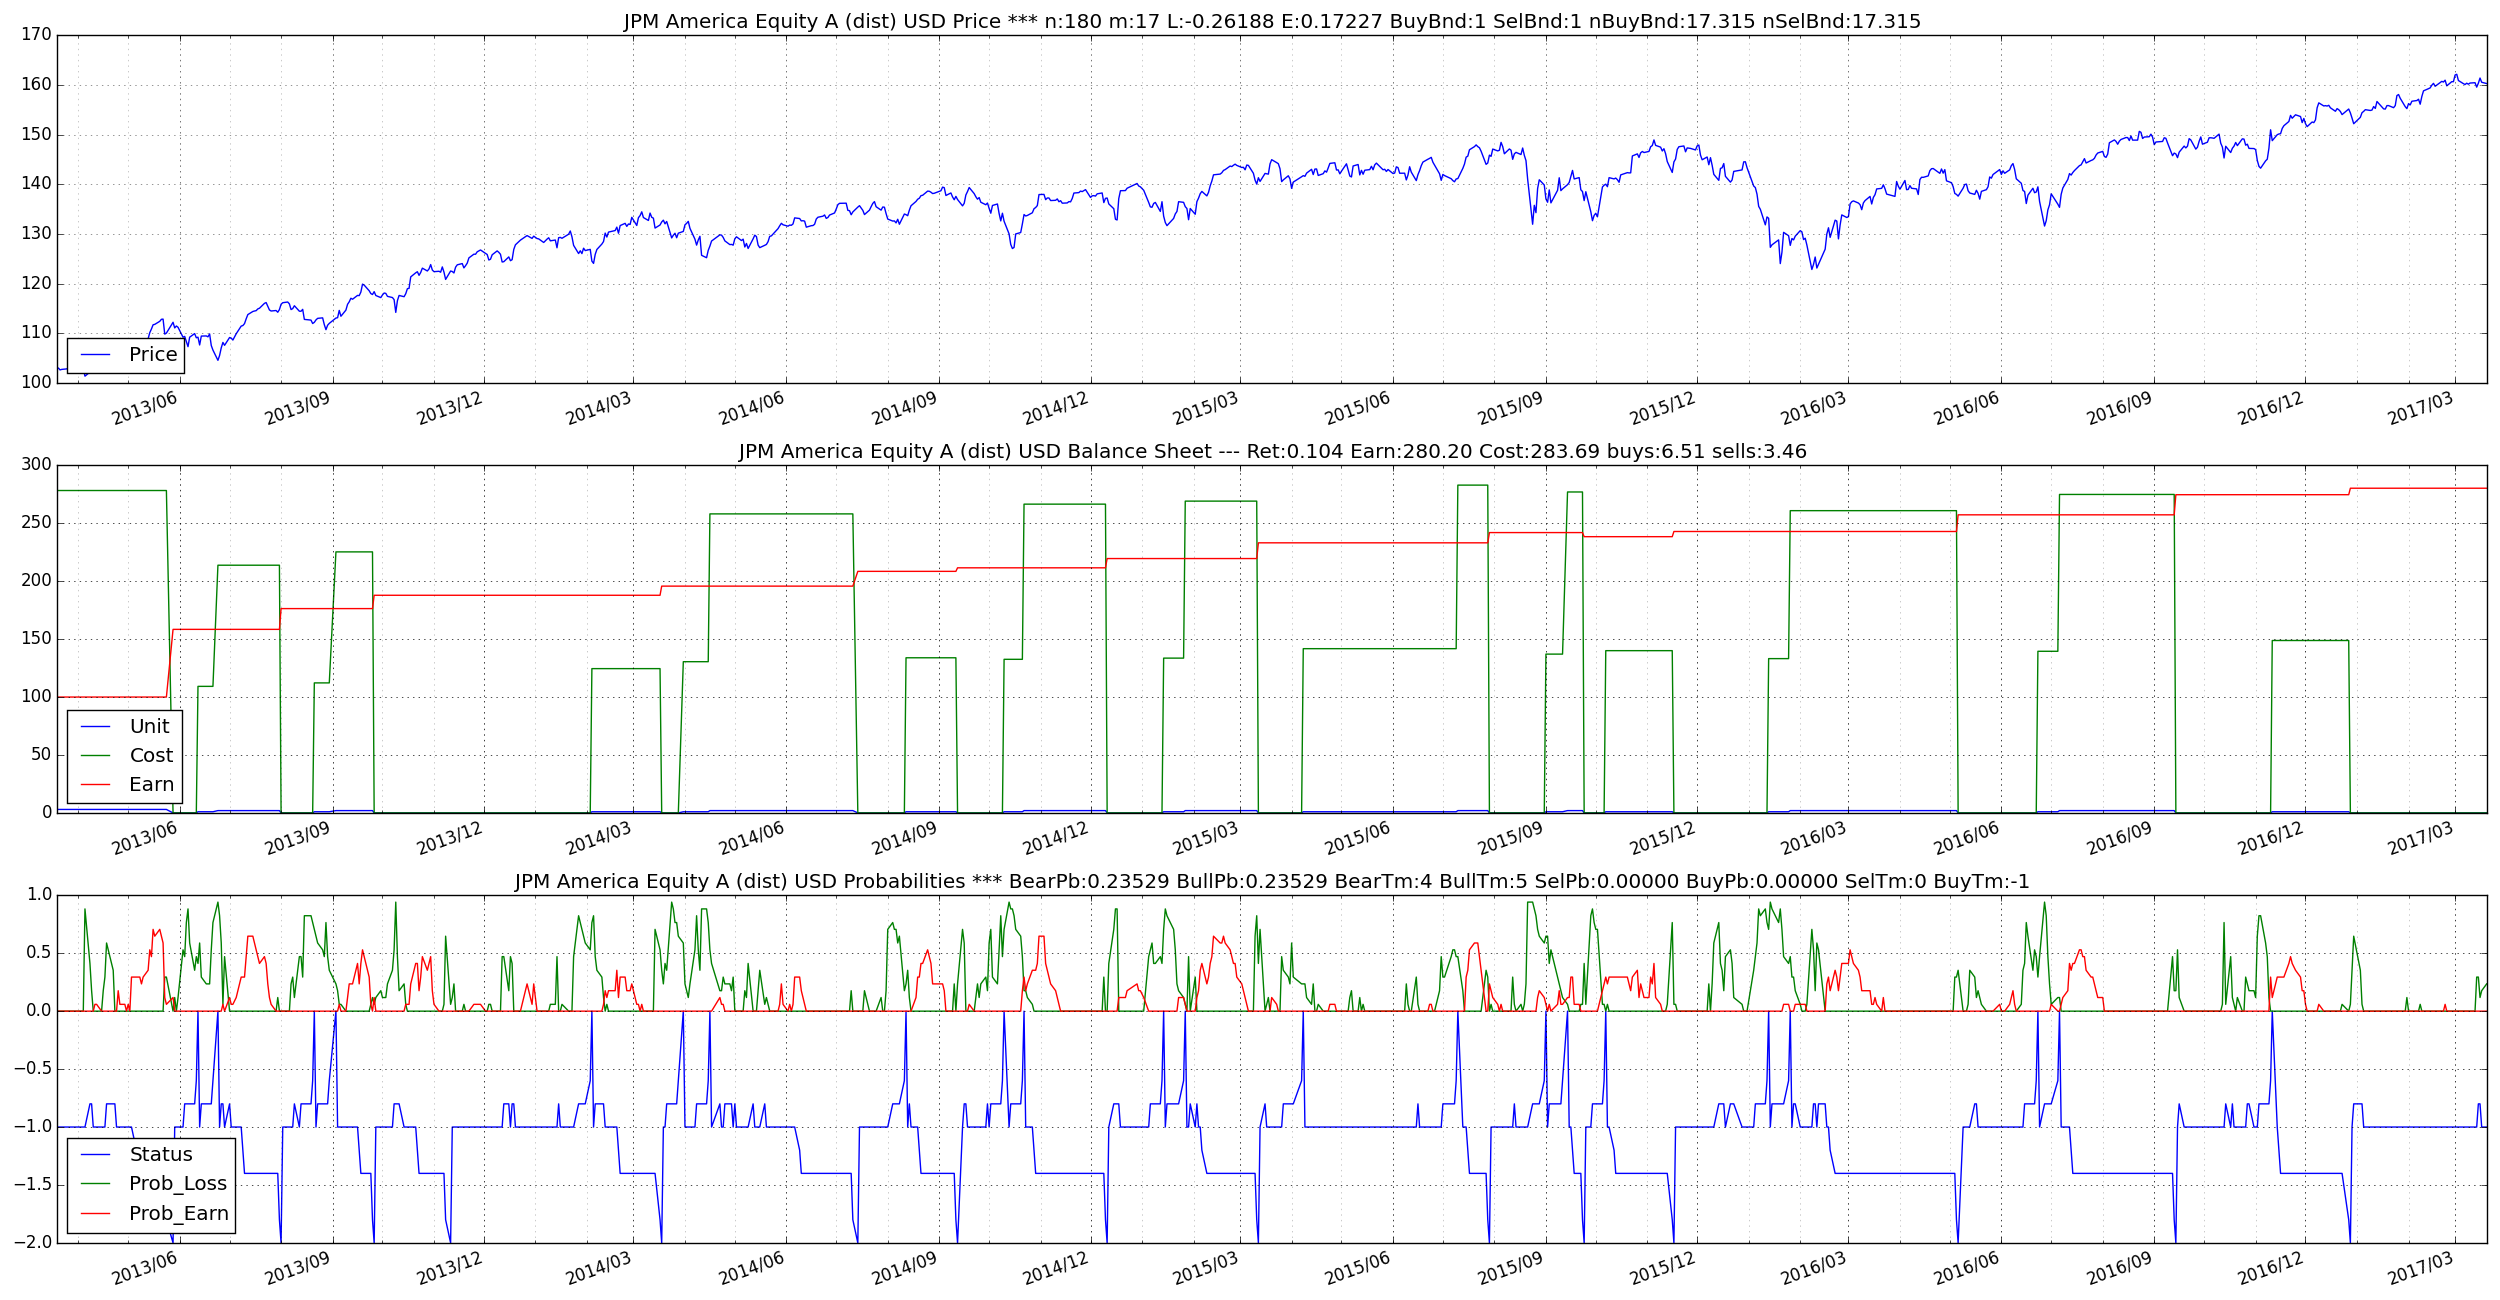 JPM America Equity A (dist) USD Price *** n:180 m:17 L:-0.26188 E:0.17227 BuyBnd:1 SelBnd:1 nBuyBnd:17.315 nSelBnd:17.315
170
160
150
140
130
120
110
100
Price
2013/06 2013/09 2013/12 2014/03 2014/06 2014/09 2014/12 2015/03 2015/06 2015/09 2015/12 2016/03 2016/06 2016/09 2016/12 2017/03
JPM America Equity A (dist) USD Balance Sheet --- Ret:0.104 Earn:280.20 Cost:283.69 buys:6.51 sells:3.46
300
250
200
150
100
50
0
Unit
Cost
Earn
2013/06 2013/09 2013/12 2014/03 2014/06 2014/09 2014/12 2015/03 2015/06 2015/09 2015/12 2016/03 2016/06 2016/09 2016/12 2017/03
JPM America Equity A (dist) USD Probabilities *** BearPb:0.23529 BullPb:0.23529 BearTm:4 BullTm:5 SelPb:0.00000 BuyPb:0.00000 SelTm:0 BuyTm:-1
1.0
0.5
0.0
−0.5
−1.0
−1.5
−2.0
Status
Prob_Loss
Prob_Earn
2013/06 2013/09 2013/12 2014/03 2014/06 2014/09 2014/12 2015/03 2015/06 2015/09 2015/12 2016/03 2016/06 2016/09 2016/12 2017/03